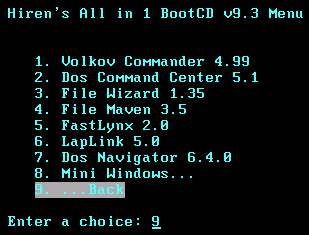 Hiren's All in 1 BootCD v9.3 Menu
1. Volkov Commander 4.99
2. Dos Command Center 5.1
3. File Wizard 1.35
4. File Maven 3.5
5. FastLynx 2.0
6. LapLink 5.0
7. Dos Navigator 6.4.0
8. Mini Windows...
9. ...Back
Enter a choice: 9